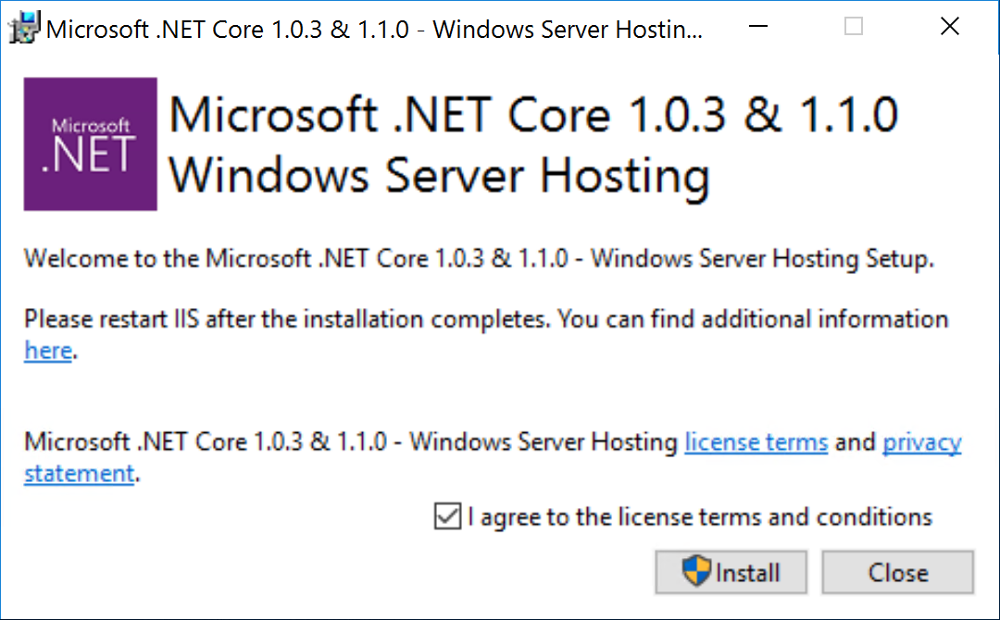 Microsoft .NET Core 1.0.3 & 1.1.0 - Windows Server Hostin...
Microsoft
.NET
Microsoft .NET Core 1.0.3 & 1.1.0
Windows Server Hosting
Welcome to the Microsoft .NET Core 1.0.3 & 1.1.0 - Windows Server Hosting Setup.
Please restart IIS after the installation completes. You can find additional information
here.
Microsoft .NET Core 1.0.3 & 1.1.0 - Windows Server Hosting license terms and privacy
statement.
I agree to the license terms and conditions
Install
Close